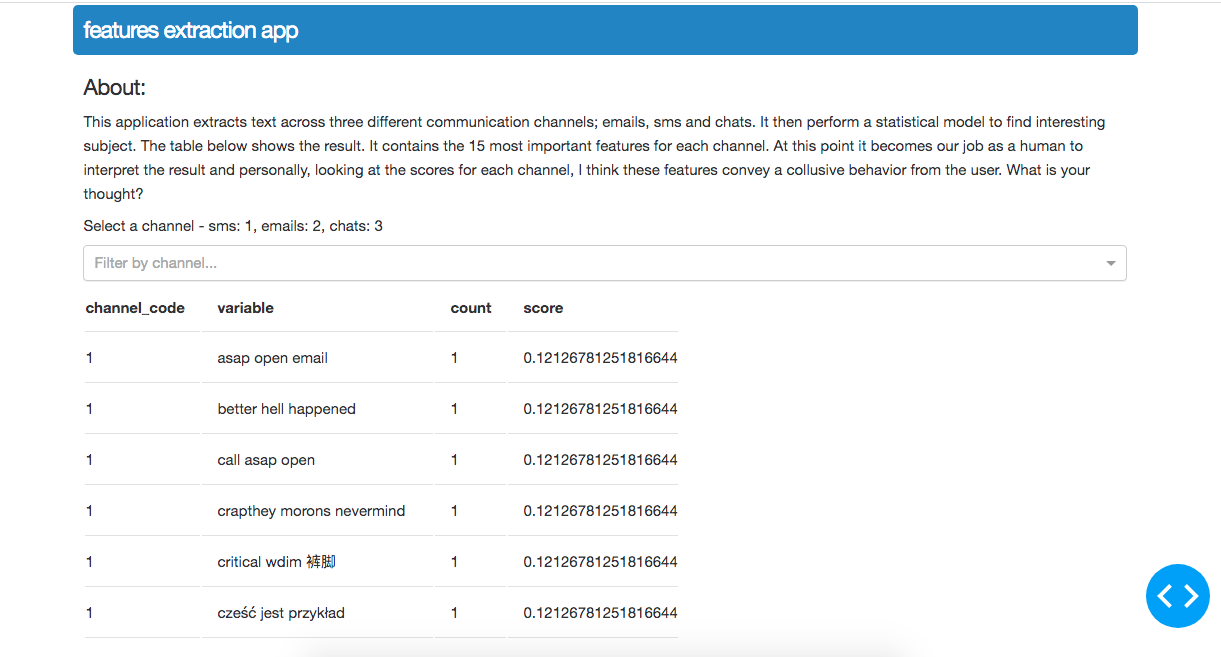 features extraction app
About:
This application extracts text across three different communication channels; emails, sms and chats. It then perform a statistical model to find interesting
subject. The table below shows the result. It contains the 15 most important features for each channel. At this point it becomes our job as a human to
interpret the result and personally, looking at the scores for each channel, I think these features convey a collusive behavior from the user. What is your
thought?
Select a channel - sms: 1, emails: 2, chats: 3
Filter by channel...
channel_code variable count score
1 asap open email 1 0.12126781251816644
1 better hell happened 1 0.12126781251816644
1 call asap open 1 0.12126781251816644
1 crapthey morons nevermind 1 0.12126781251816644
1 critical wdim 裤脚 1 0.12126781251816644
1 cześć jest przykład 1 0.12126781251816644